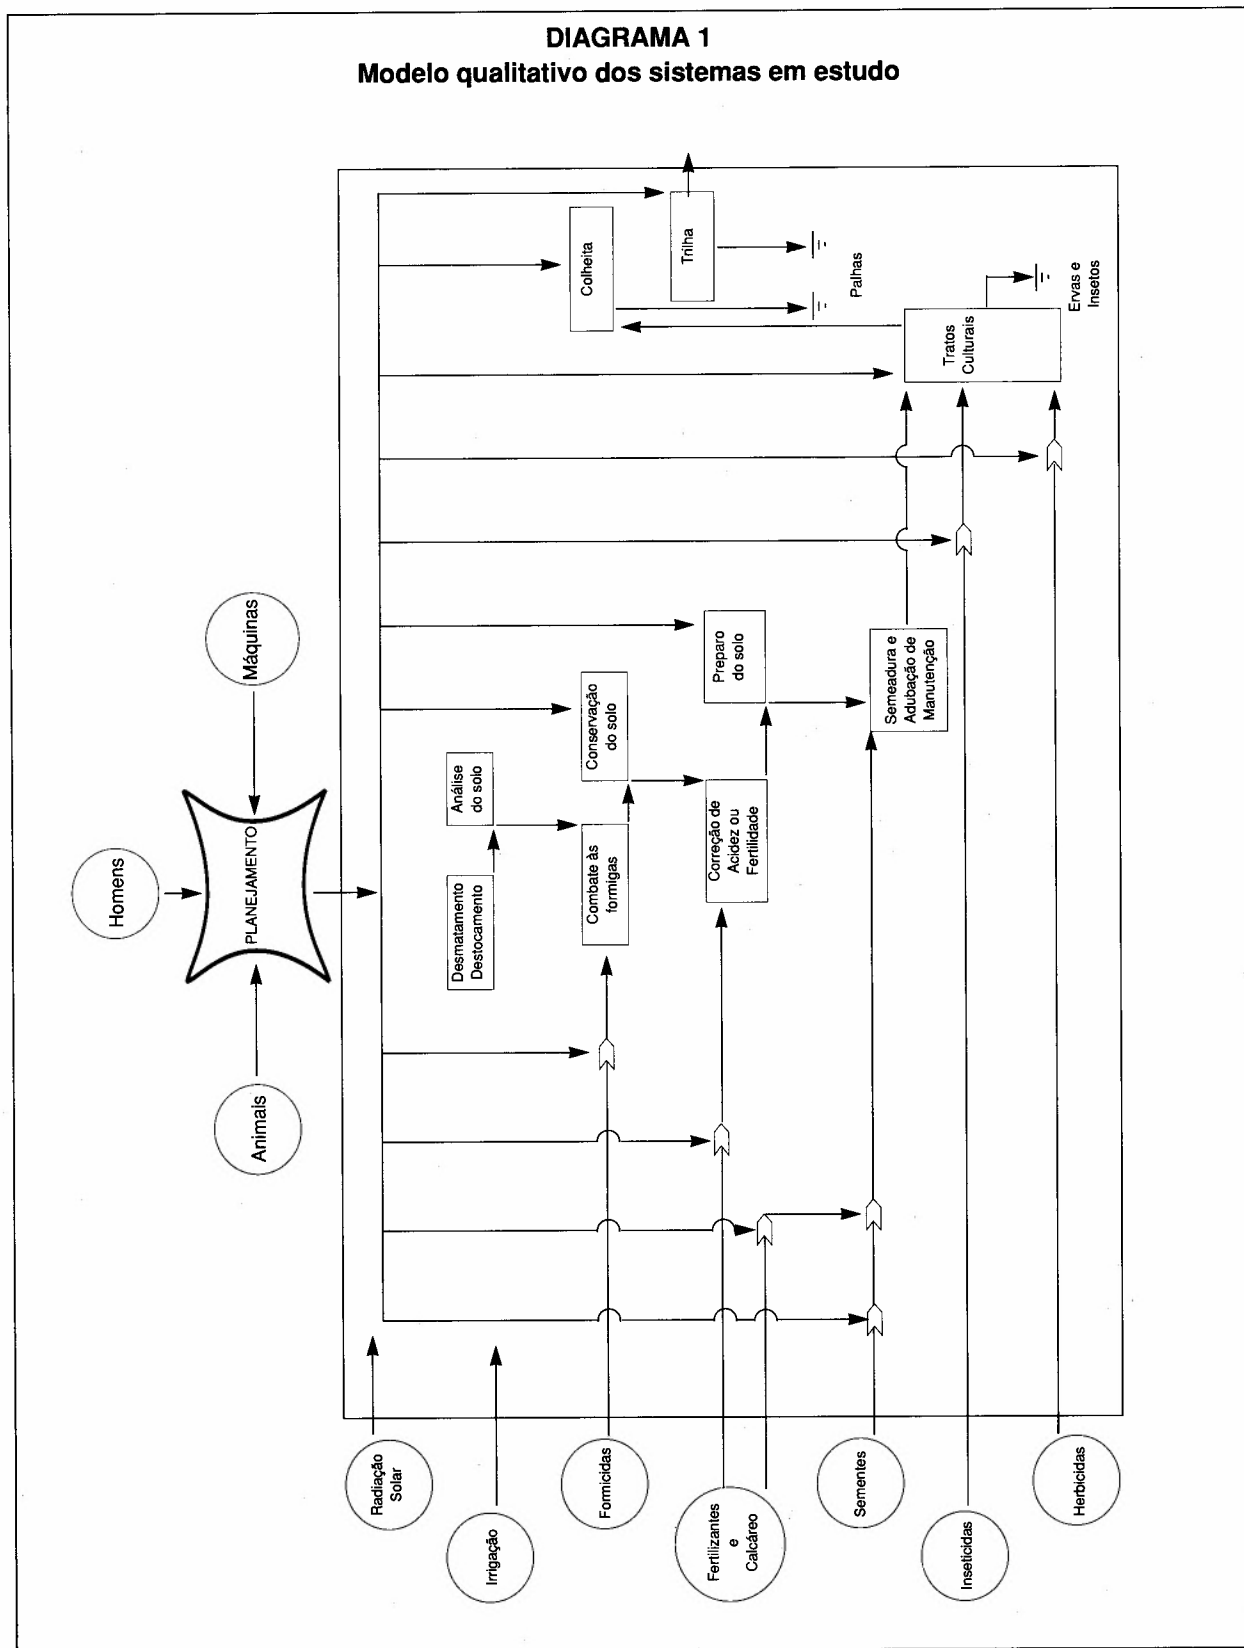 DIAGRAMA 1
Modelo qualitativo dos sistemas em estudo
Homens
Máquinas
Animais
PLANEJAMENTO
Radiação
Solar
Irrigação
Formicidas
Fertilizantes
e
Calcáreo
Sementes
Inseticidas
Herbicidas
Desmatamento
Destocamento
Análise
do solo
Combate às
formigas
Conservação
do solo
Correção de
Acidez ou
Fertilidade
Preparo
do solo
Semeadura e
Adubação de
Manutenção
Tratos
Culturais
Ervas e
Insetos
Colheita
Trilha
Palhas